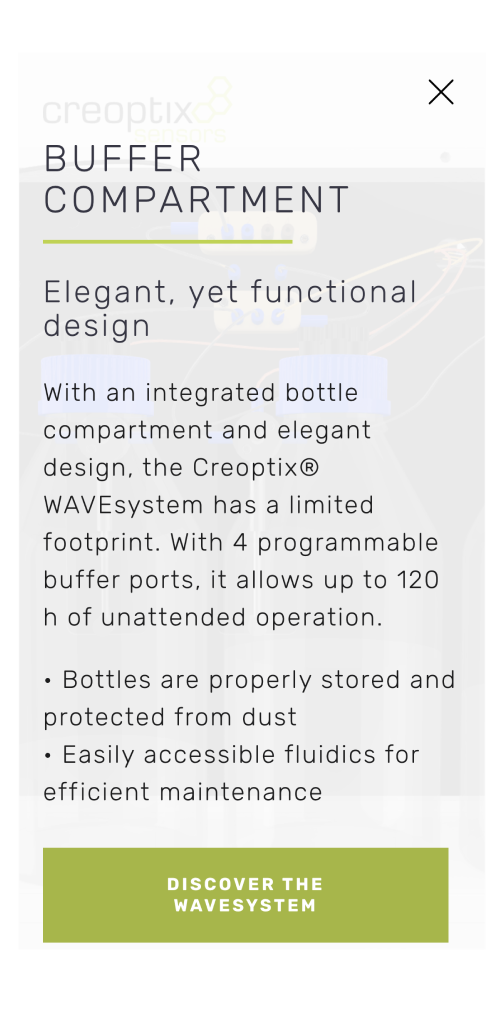 creoptix
sensors
BUFFER
COMPARTMENT
Elegant, yet functional
design
With an integrated bottle
compartment and elegant
design, the Creoptix®
WAVEsystem has a limited
footprint. With 4 programmable
buffer ports, it allows up to 120
h of unattended operation.
• Bottles are properly stored and
protected from dust
• Easily accessible fluidics for
efficient maintenance
DISCOVER THE
WAVESYSTEM